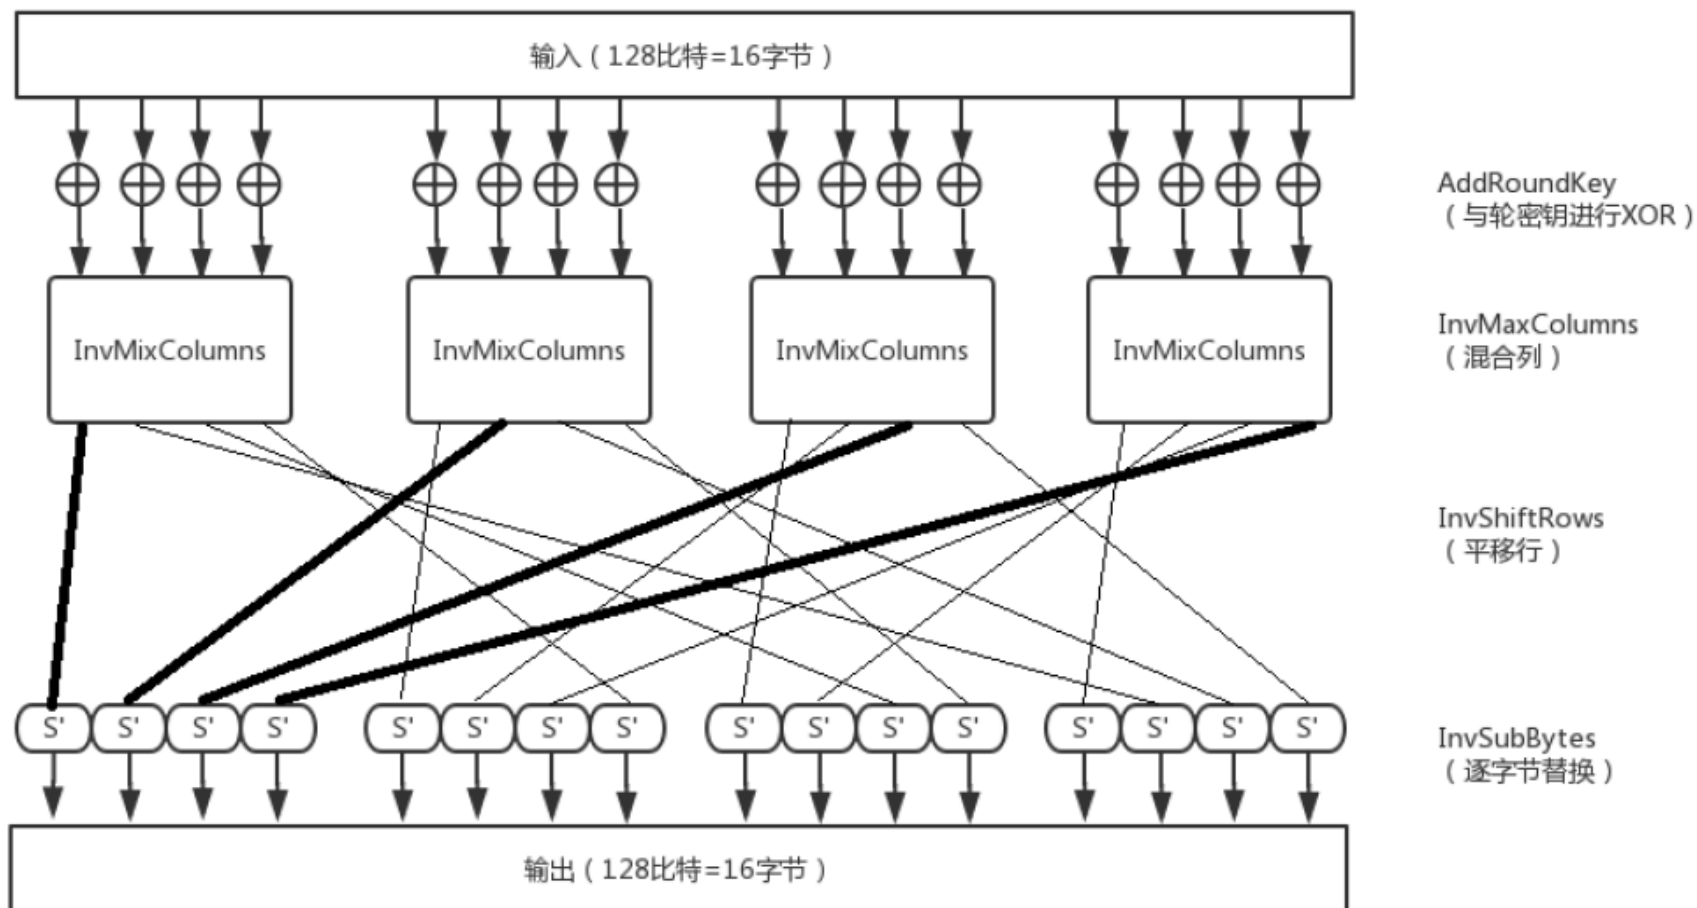 输入（128比特=16字节）
AddRoundKey
（与轮密钥进行XOR）
InvMixColumns InvMixColumns InvMixColumns InvMixColumns
InvMaxColumns
（混合列）
InvShiftRows
（平移行）
S' S' S' S' S' S' S' S' S' S' S' S' S' S' S' S'
InvSubBytes
（逐字节替换）
输出（128比特=16字节）